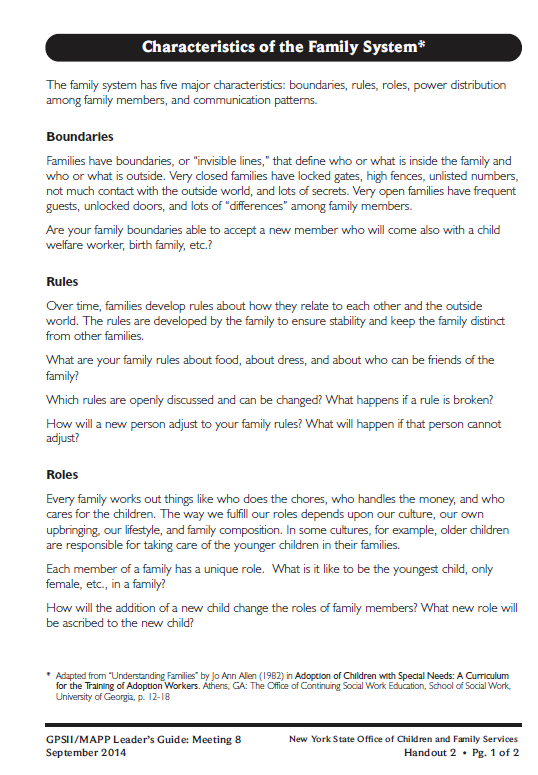 Characteristics of the Family System*
The family system has five major characteristics: boundaries, rules, roles, power distribution
among family members, and communication patterns.
Boundaries
Families have boundaries, or “invisible lines,” that define who or what is inside the family and
who or what is outside. Very closed families have locked gates, high fences, unlisted numbers,
not much contact with the outside world, and lots of secrets. Very open families have frequent
guests, unlocked doors, and lots of “differences” among family members.
Are your family boundaries able to accept a new member who will come also with a child
welfare worker, birth family, etc.?
Rules
Over time, families develop rules about how they relate to each other and the outside
world. The rules are developed by the family to ensure stability and keep the family distinct
from other families.
What are your family rules about food, about dress, and about who can be friends of the
family?
Which rules are openly discussed and can be changed? What happens if a rule is broken?
How will a new person adjust to your family rules? What will happen if that person cannot
adjust?
Roles
Every family works out things like who does the chores, who handles the money, and who
cares for the children. The way we fulfill our roles depends upon our culture, our own
upbringing, our lifestyle, and family composition. In some cultures, for example, older children
are responsible for taking care of the younger children in their families.
Each member of a family has a unique role. What is it like to be the youngest child, only
female, etc., in a family?
How will the addition of a new child change the roles of family members? What new role will
be ascribed to the new child?
* Adapted from “Understanding Families” by Jo Ann Allen (1982) in Adoption of Children with Special Needs: A Curriculum
for the Training of Adoption Workers. Athens, GA: The Office of Continuing Social Work Education, School of Social Work,
University of Georgia, p. 12-18
GPSII/MAPP Leader’s Guide: Meeting 8 New York State Office of Children and Family Services
September 2014 Handout 2 • Pg. 1 of 2